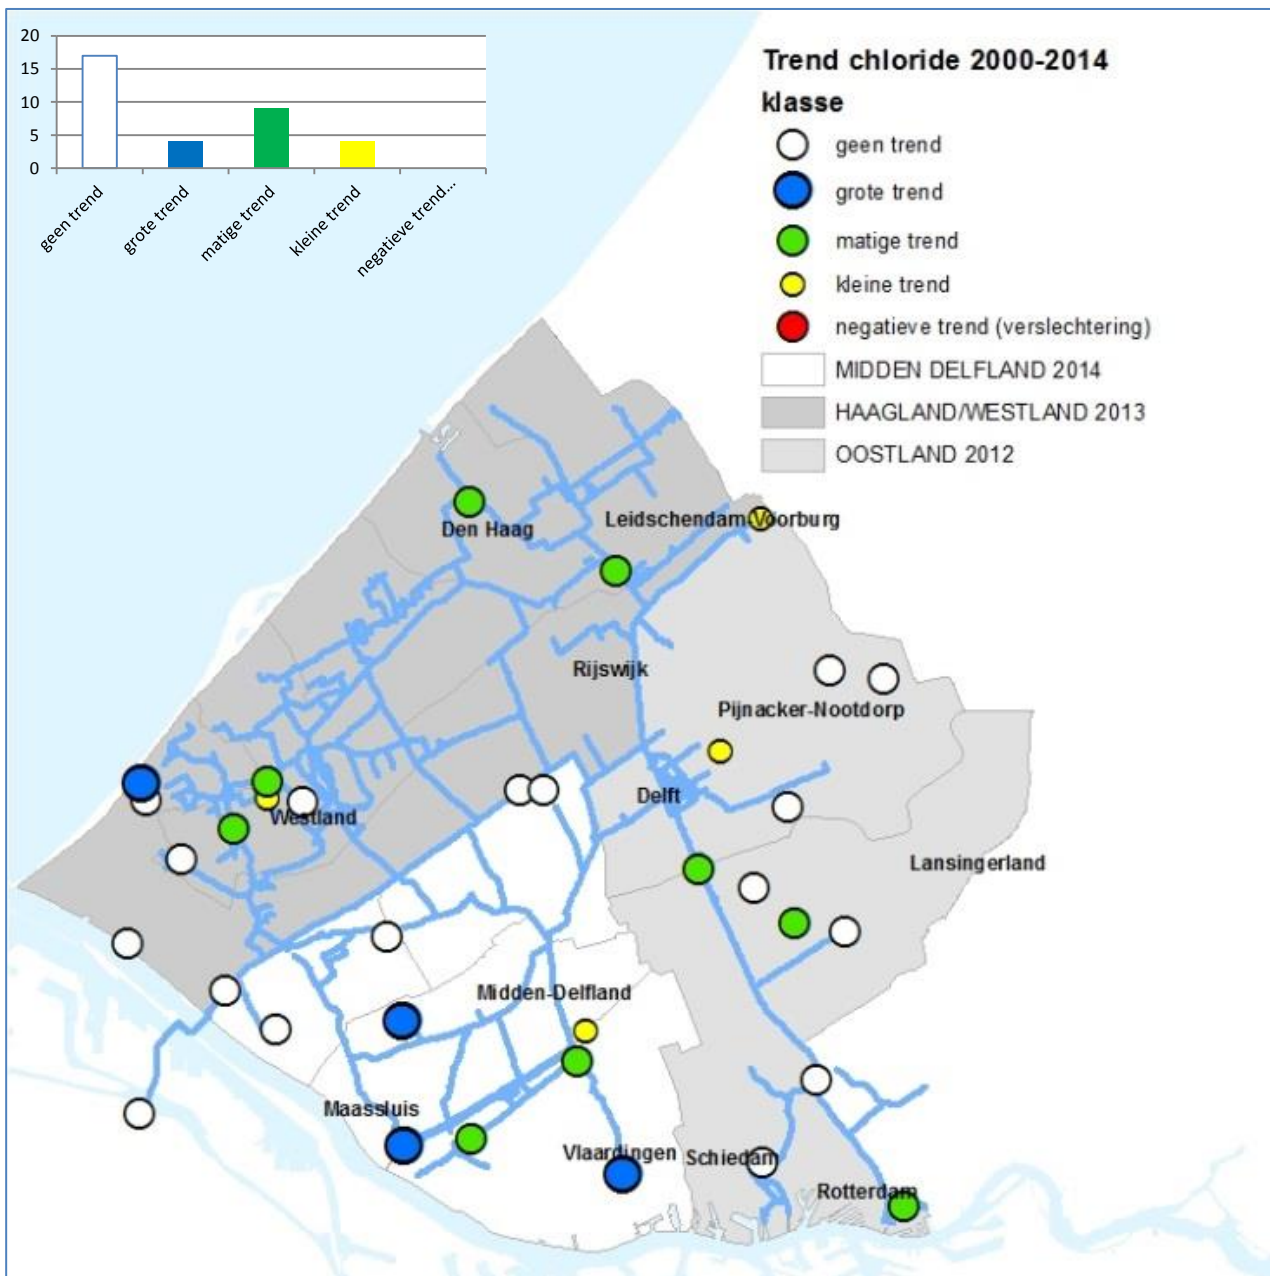 20
15
10
5
0
geen trend
grote trend
matige trend
kleine trend
negatieve trend...
Trend chloride 2000-2014
klasse
geen trend
grote trend
matige trend
kleine trend
negatieve trend (verslechtering)
MIDDEN DELFLAND 2014
HAAGLAND/WESTLAND 2013
OOSTLAND 2012
Den Haag
Leidschendam-Voorburg
Rijswijk
Pijnacker-Nootdorp
Delft
Westland
Lansingerland
Midden-Delfland
Maassluis
Vlaardingen
Schiedam
Rotterdam